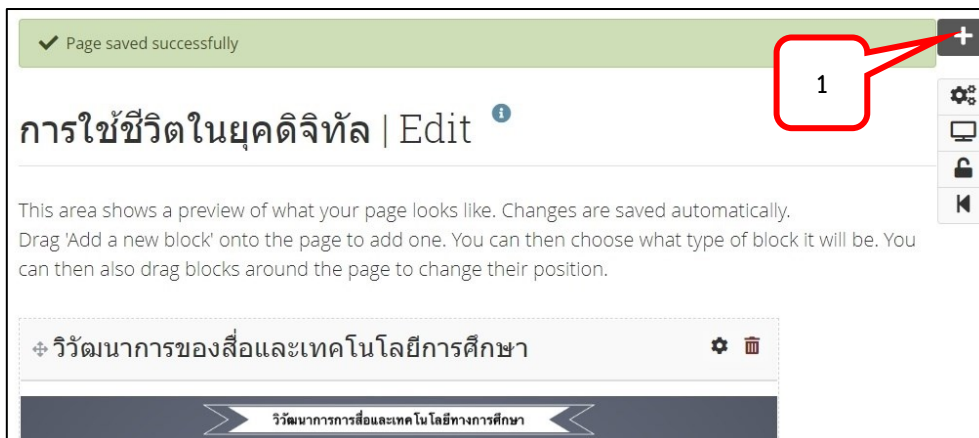 Page saved successfully
1
การใช้ชีวิตในยุคดิจิทัล | Edit
This area shows a preview of what your page looks like. Changes are saved automatically.
Drag 'Add a new block' onto the page to add one. You can then choose what type of block it will be. You
can then also drag blocks around the page to change their position.
วิวัฒนาการของสื่อและเทคโนโลยีการศึกษา
วิวัฒนาการการสื่อและเทคโนโลยีทางการศึกษา